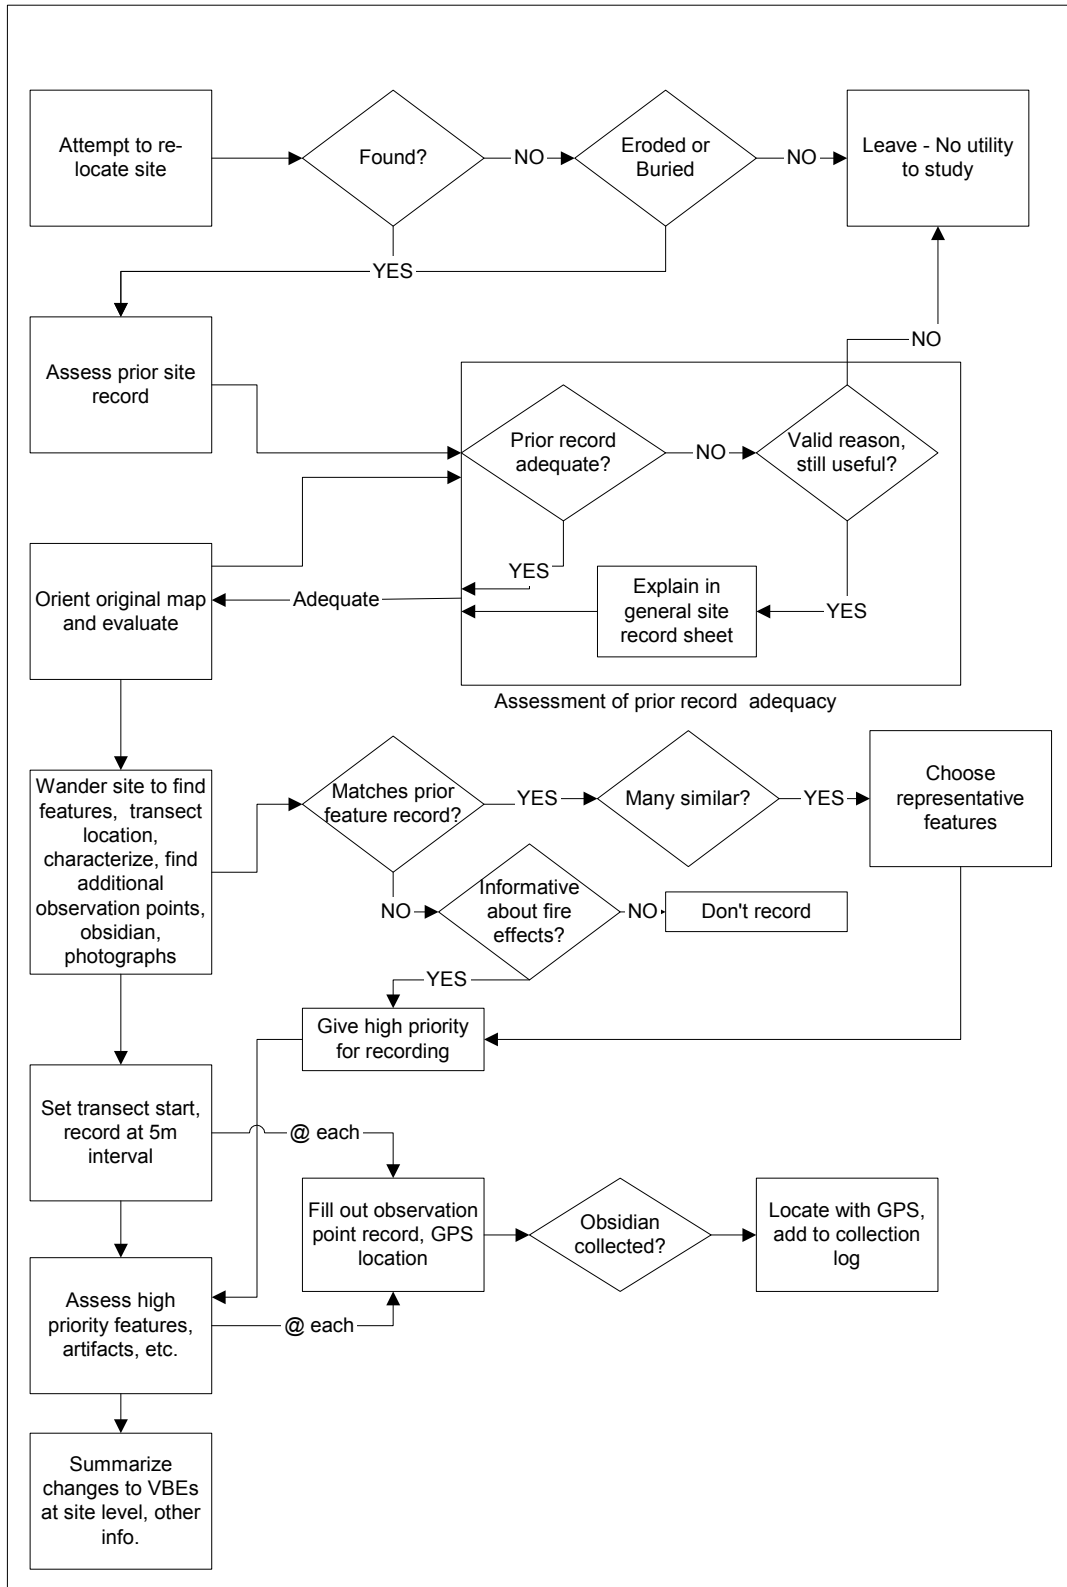 Attempt to re-
locate site
Found?
NO
Eroded or
Buried
NO
Leave - No utility
to study
YES
Assess prior site
record
NO
Prior record
adequate?
NO
Valid reason,
still useful?
YES
Explain in
general site
record sheet
YES
Adequate
Orient original map
and evaluate
Assessment of prior record adequacy
Wander site to find
features, transect
location,
characterize, find
additional
observation points,
obsidian,
photographs
Matches prior
feature record?
YES
Many similar?
YES
Choose
representative
features
NO
Informative
about fire
effects?
NO
Don't record
YES
Give high priority
for recording
Set transect start,
record at 5m
interval
@ each
Fill out observation
point record, GPS
location
Obsidian
collected?
Locate with GPS,
add to collection
log
Assess high
priority features,
artifacts, etc.
@ each
Summarize
changes to VBEs
at site level, other
info.